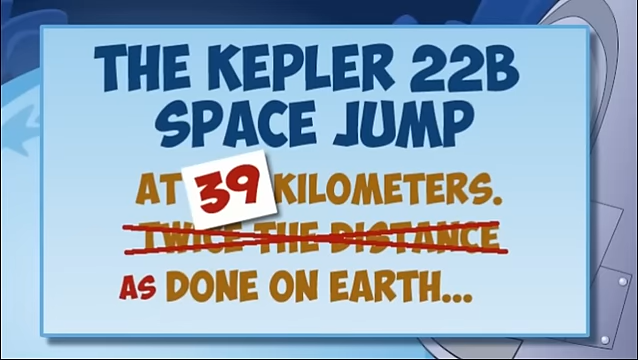 THE KEPLER 22B
SPACE JUMP
AT 39 KILOMETERS.
TWICE THE DISTANCE
AS DONE ON EARTH...